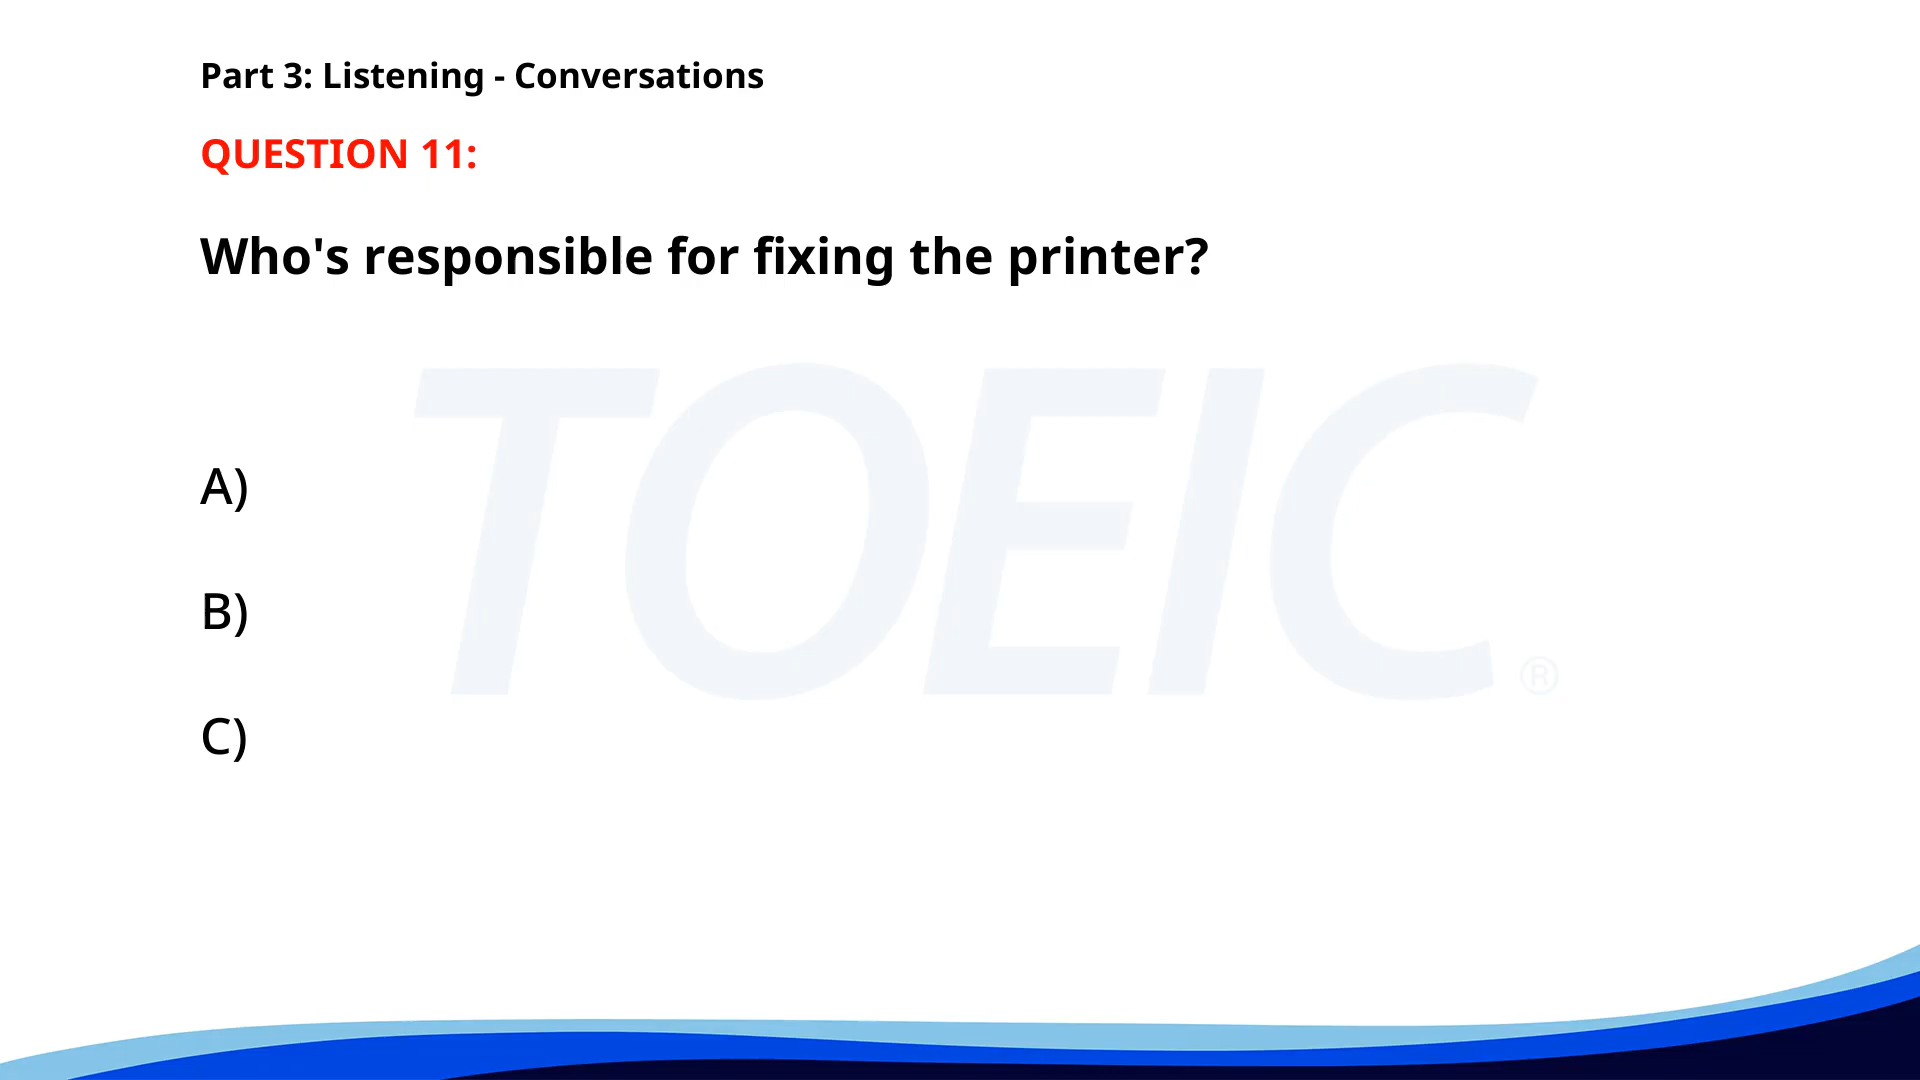 Part 3: Listening - Conversations
QUESTION 11:
Who's responsible for fixing the printer?
TOEIC®
A)
B)
C)